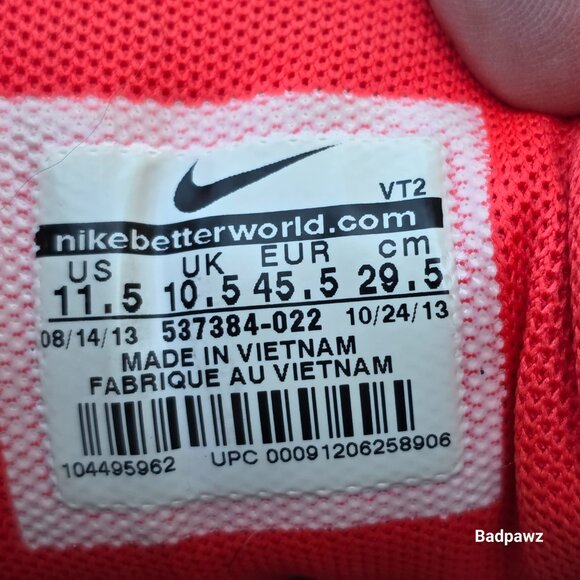 VT2
nikebetterworld.com
US UK EUR cm
11.5 10.5 45.5 29.5
08/14/13 537384-022 10/24/13
MADE IN VIETNAM
FABRIQUE AU VIETNAM
104495962 UPC 00091206258906
Badpawz